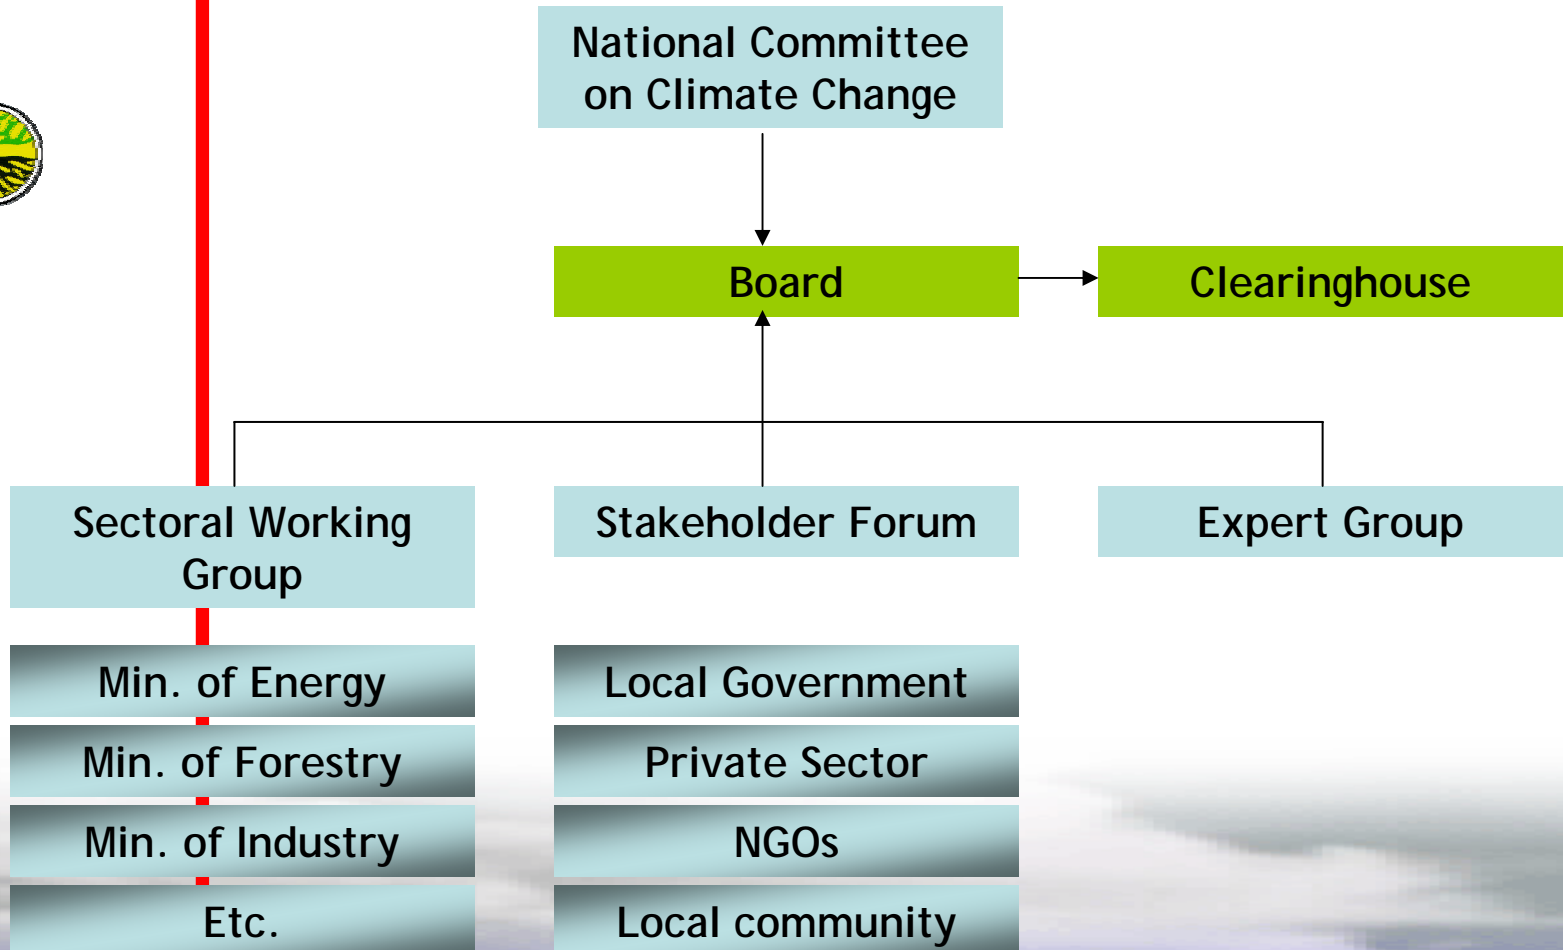 National Committee
on Climate Change
Board
Clearinghouse
Sectoral Working
Group
Stakeholder Forum
Expert Group
Min. of Energy
Min. of Forestry
Min. of Industry
Etc.
Local Government
Private Sector
NGOs
Local community